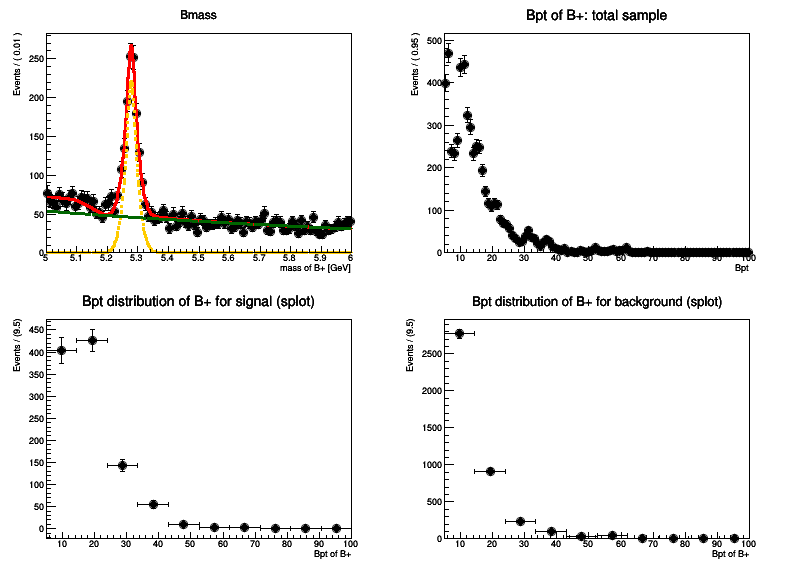 Bmass
Events / ( 0.01 )
250
200
150
100
50
0
5 5.1 5.2 5.3 5.4 5.5 5.6 5.7 5.8 5.9 6
mass of B+ [GeV]
Bpt of B+: total sample
Events / ( 0.95 )
500
400
300
200
100
0
10 20 30 40 50 60 70 80 90 100
Bpt
Bpt distribution of B+ for signal (splot)
Events / (9.5)
450
400
350
300
250
200
150
100
50
0
10 20 30 40 50 60 70 80 90 100
Bpt of B+
Bpt distribution of B+ for background (splot)
Events / (9.5)
2500
2000
1500
1000
500
0
10 20 30 40 50 60 70 80 90 100
Bpt of B+